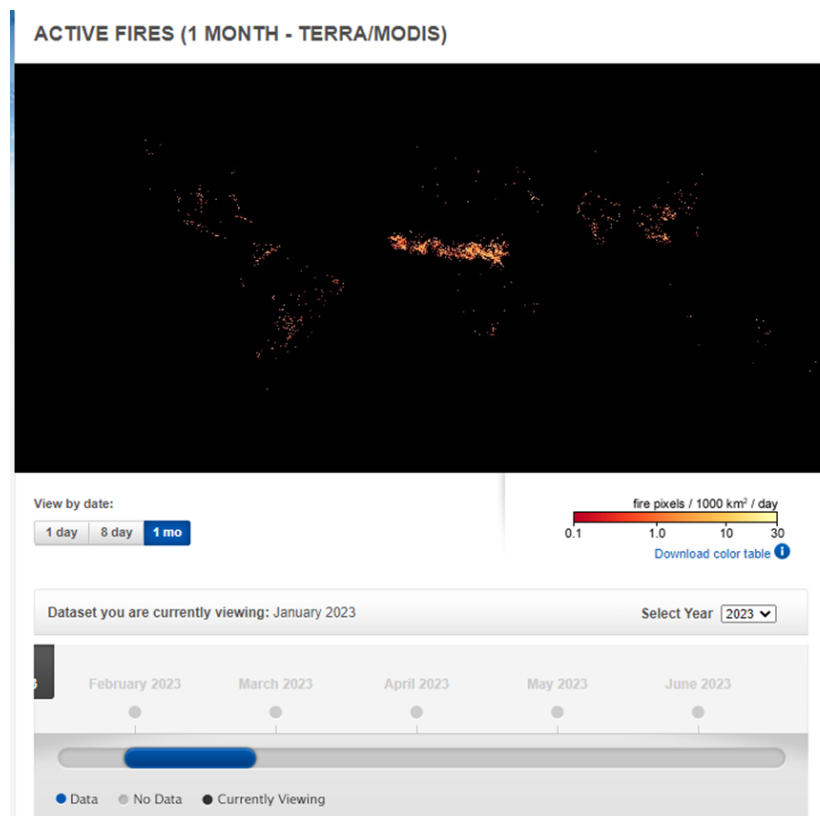 ACTIVE FIRES (1 MONTH - TERRA/MODIS)
View by date:
1 day 8 day 1 mo
fire pixels / 1000 km² / day
0.1 1.0 10 30
Download color table i
Dataset you are currently viewing: January 2023
Select Year 2023
February 2023 March 2023 April 2023 May 2023 June 2023
Data No Data Currently Viewing